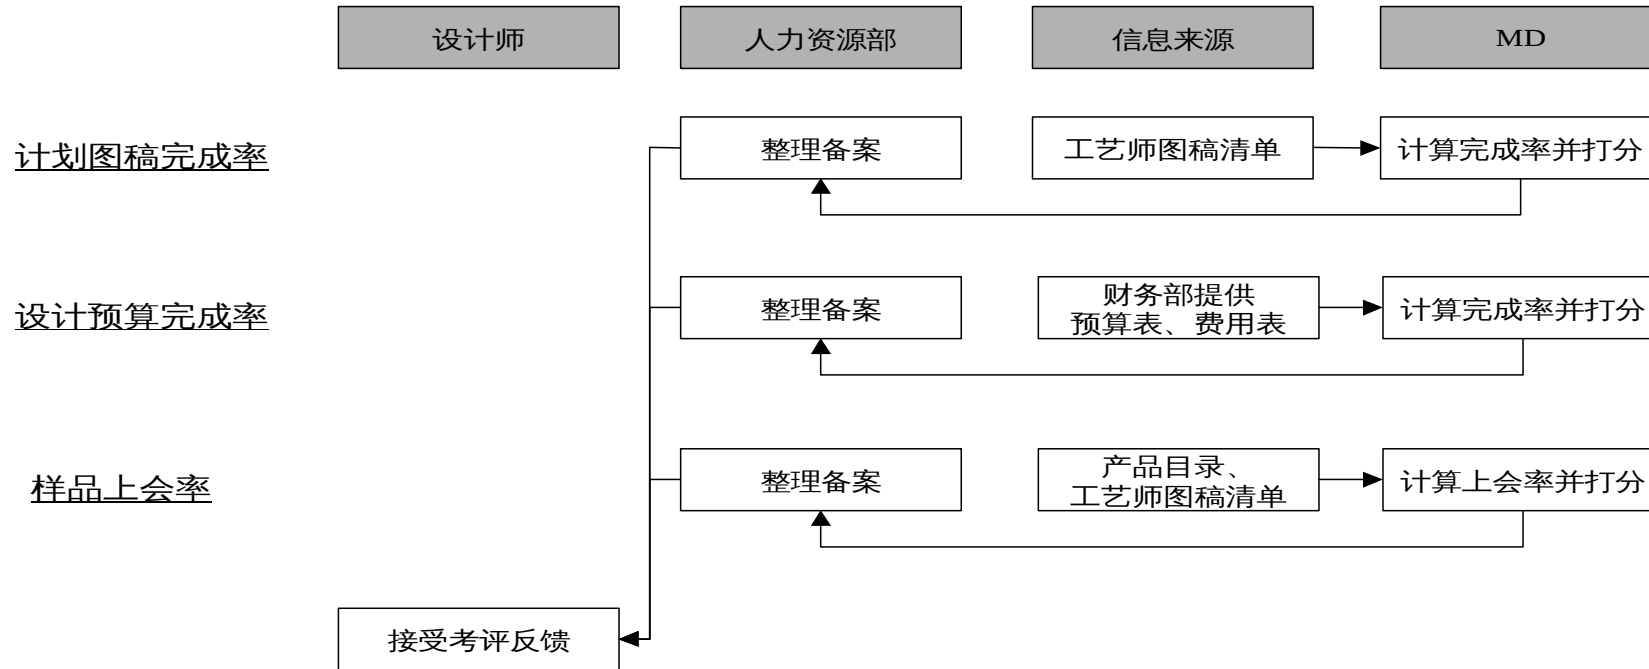 设计师
人力资源部
信息来源
MD
计划图稿完成率
整理备案
工艺师图稿清单
计算完成率并打分
设计预算完成率
整理备案
财务部提供
预算表、费用表
计算完成率并打分
样品上会率
整理备案
产品目录、
工艺师图稿清单
计算上会率并打分
接受考评反馈